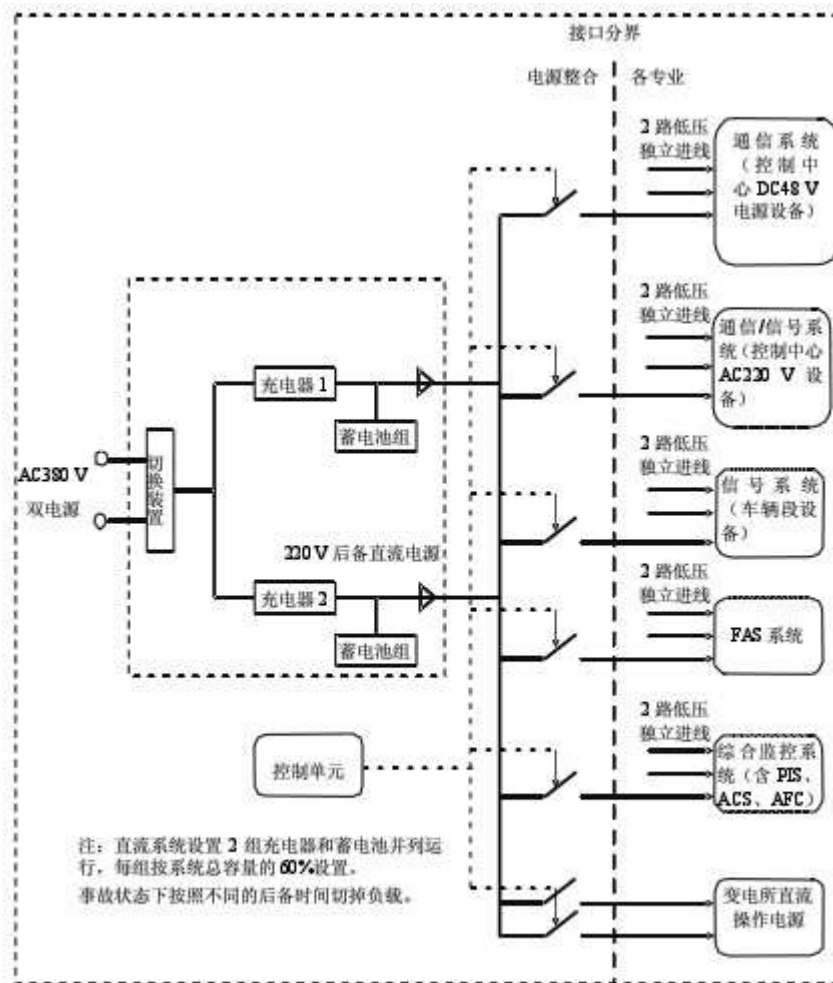 接口分界
电源整合
各专业
2 路低压
独立进线
通信系统
（控制中
心 DC48 V
电源设备）
2 路低压
独立进线
通信/信号系
统（控制中心
AC220 V 设
备）
充电器 1
蓄电池组
AC380 V
双电源
切换装置
220 V 后备直流电源
充电器 2
蓄电池组
2 路低压
独立进线
信号系统
（车辆段设
备）
2 路低压
独立进线
FAS 系统
控制单元
2 路低压
独立进线
综合监控系
统（含 PIS、
ACS、AFC）
注：直流系统设置 2 组充电器和蓄电池并列运
行，每组按系统总容量的 60%设置。
事故状态下按照不同的后备时间切掉负载。
变电所直流
操作电源